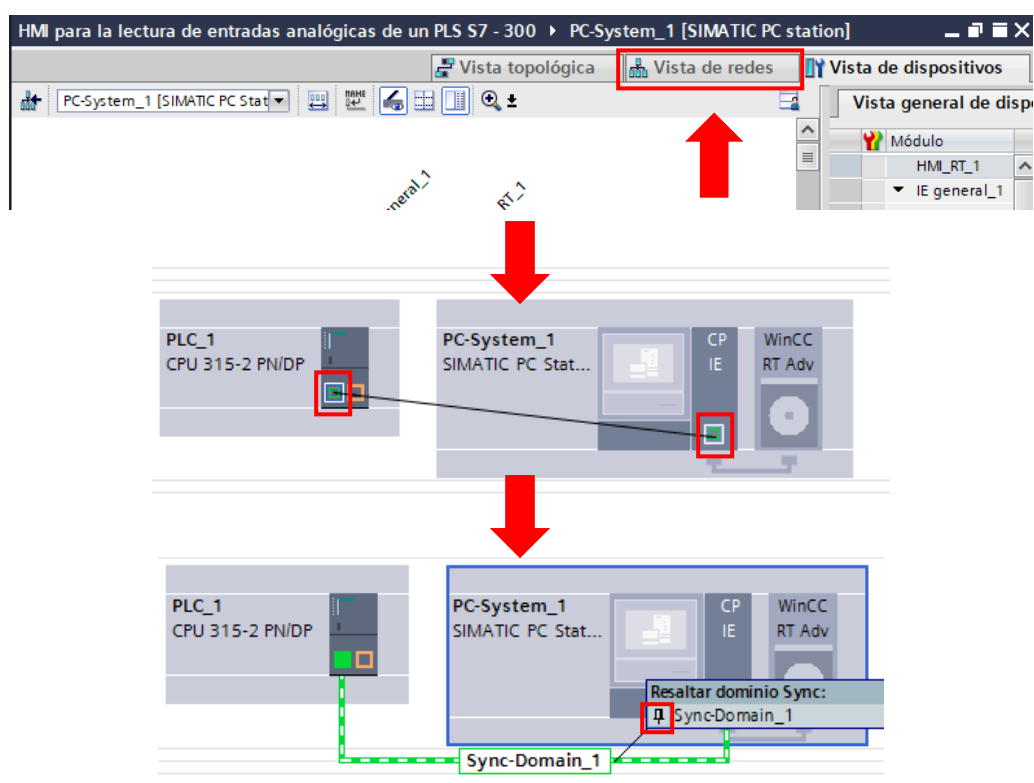 HMI para la lectura de entradas analógicas de un PLS S7 - 300 ▸ PC-System_1 [SIMATIC PC station]
Vista topológica Vista de redes Vista de dispositivos
PC-System_1 [SIMATIC PC Stat
Vista general de disp
Módulo
HMI_RT_1
IE general_1
neral_1
RT_1
PLC_1
CPU 315-2 PN/DP
PC-System_1
SIMATIC PC Stat...
CP
IE
WinCC
RT Adv
PLC_1
CPU 315-2 PN/DP
PC-System_1
SIMATIC PC Stat...
CP
IE
WinCC
RT Adv
Resaltar dominio Sync:
Sync-Domain_1
Sync-Domain_1